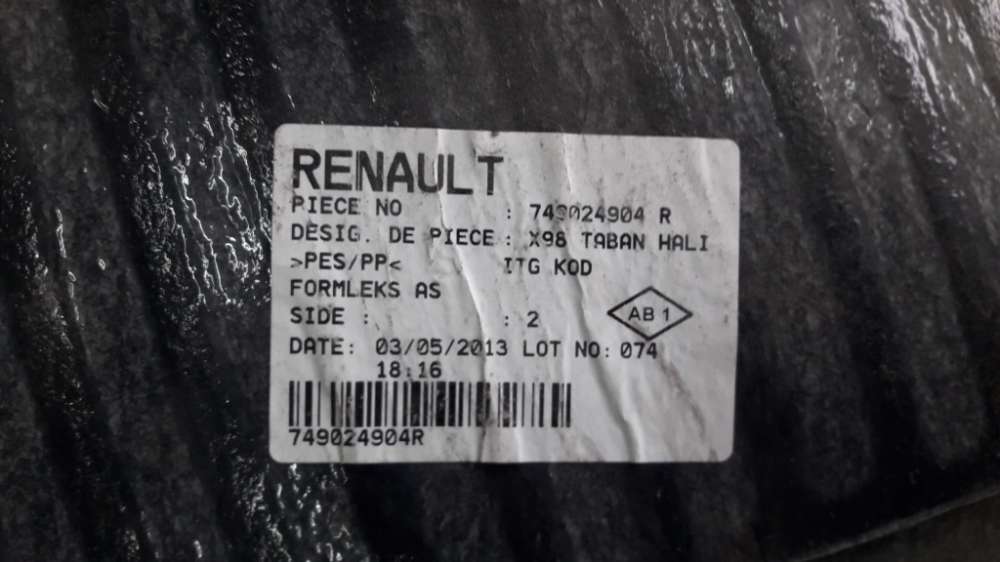 RENAULT
PIECE NO : 749024904 R
DESIG. DE PIECE : X98 TABAN HALI
>PES/PP< ITG KOD
FORMLEKS AS
SIDE : : 2 AB 1
DATE: 03/05/2013 LOT NO: 074
18:16
749024904R